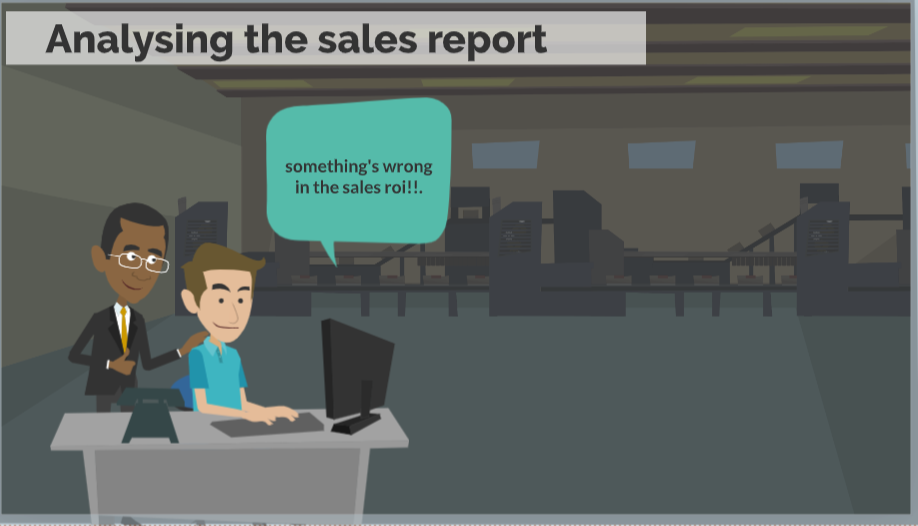 Analysing the sales report
something's wrong
in the sales roi!!.